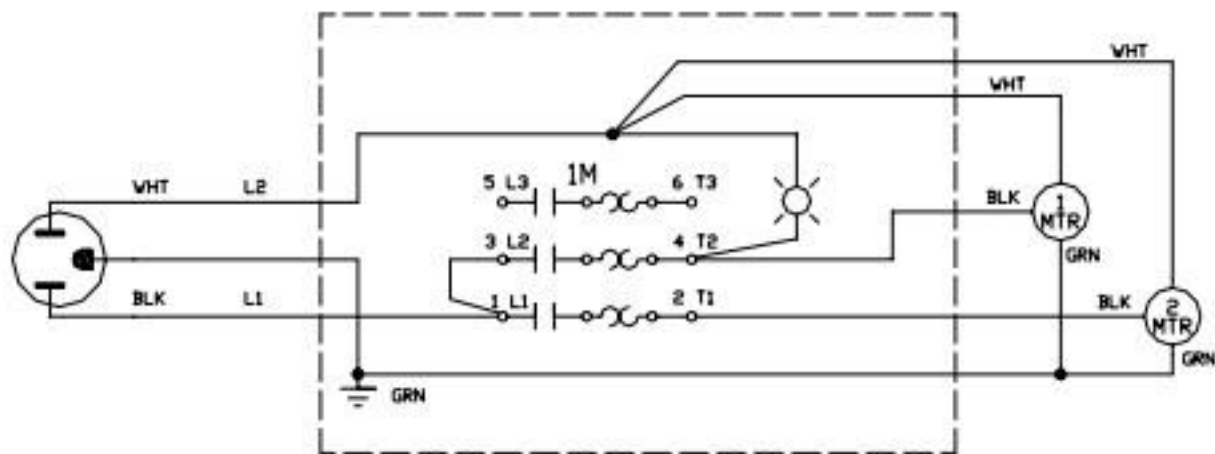 WHT
WHT
5 L3 1M 6 T3
WHT L2
BLK
1
MTR
3 L2 4 T2
GRN
BLK L1
1 L1 2 T1
BLK
2
MTR
GRN
GRN